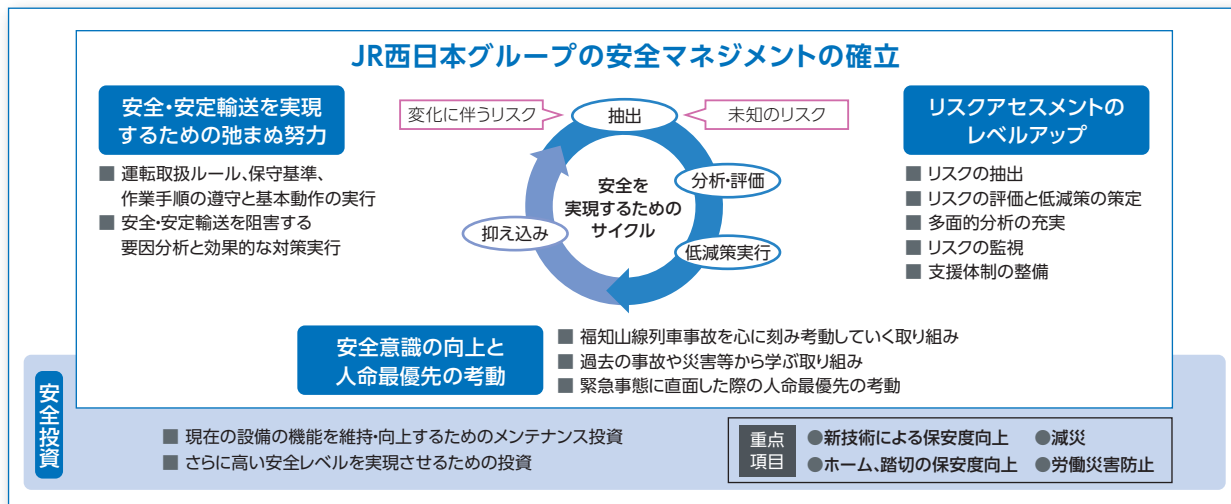 JR西日本グループの安全マネジメントの確立
安全・安定輸送を実現
するための弛まぬ努力
■ 運転取扱ルール、保守基準、
作業手順の遵守と基本動作の実行
■ 安全・安定輸送を阻害する
要因分析と効果的な対策実行
変化に伴うリスク
抽出
未知のリスク
分析・評価
安全を
実現するための
サイクル
抑え込み
低減策実行
リスクアセスメントの
レベルアップ
■ リスクの抽出
■ リスクの評価と低減策の策定
■ 多面的分析の充実
■ リスクの監視
■ 支援体制の整備
安全意識の向上と
人命最優先の考動
■ 福知山線列車事故を心に刻み考動していく取り組み
■ 過去の事故や災害等から学ぶ取り組み
■ 緊急事態に直面した際の人命最優先の考動
安全投資
■ 現在の設備の機能を維持・向上するためのメンテナンス投資
■ さらに高い安全レベルを実現させるための投資
重点
項目
●新技術による保安度向上 ●減災
●ホーム、踏切の保安度向上 ●労働災害防止